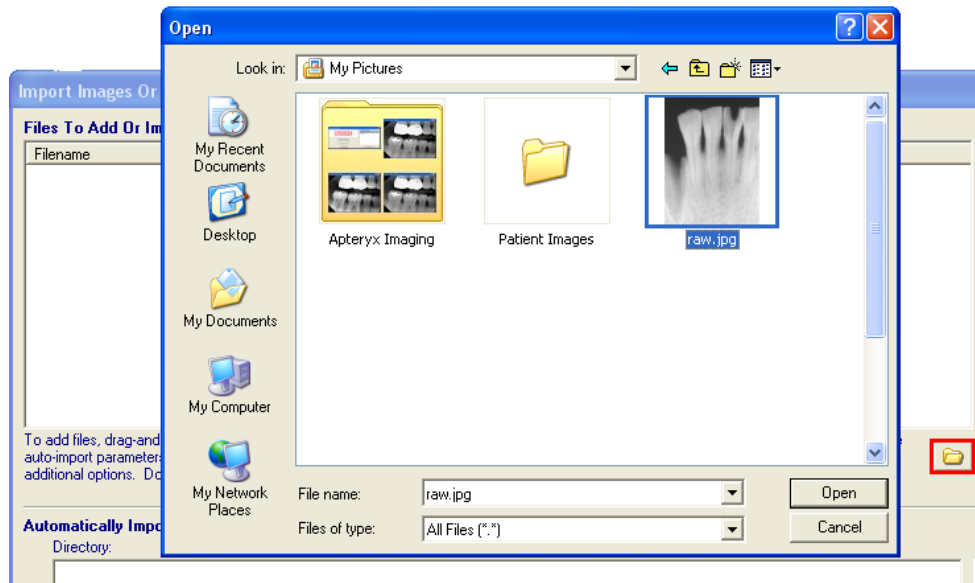 Open
Look in:
My Pictures
Import Images Or
Files To Add Or Im
Filename
My Recent
Documents
Desktop
My Documents
My Computer
My Network
Places
Apteryx Imaging
Patient Images
raw.jpg
To add files, drag-and
auto-import parameter
additional options. Do
File name:
raw.jpg
Open
Files of type:
All Files (*.*)
Cancel
Automatically Impo
Directory: